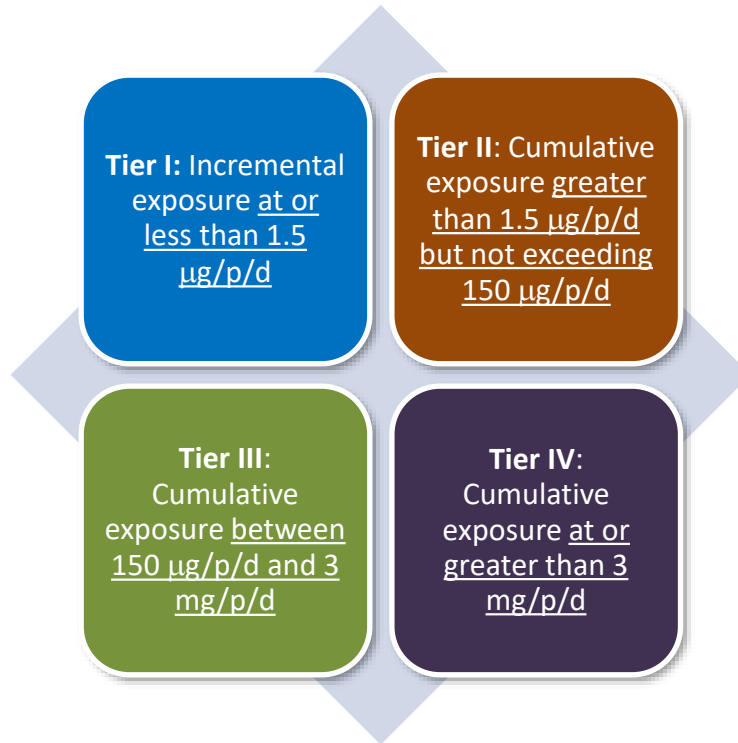 Tier I: Incremental
exposure at or
less than 1.5
μg/p/d
Tier II: Cumulative
exposure greater
than 1.5 μg/p/d
but not exceeding
150 μg/p/d
Tier III:
Cumulative
exposure between
150 μg/p/d and 3
mg/p/d
Tier IV:
Cumulative
exposure at or
greater than 3
mg/p/d